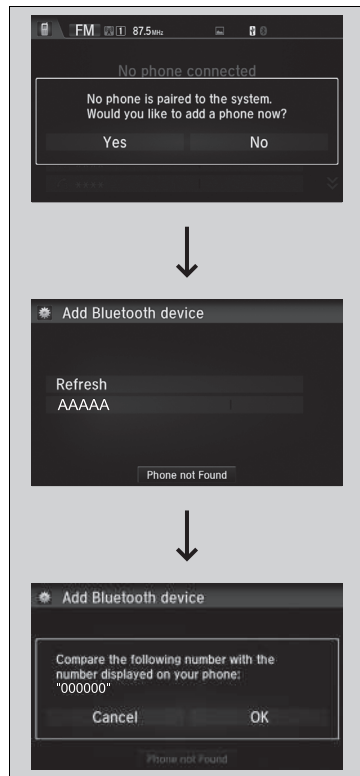 FM 1 87.5MHz
No phone connected
No phone is paired to the system.
Would you like to add a phone now?
Yes No
Add Bluetooth device
Refresh
AAAAA
Phone not Found
Add Bluetooth device
Compare the following number with the
number displayed on your phone:
"000000"
Cancel OK
Phone not Found